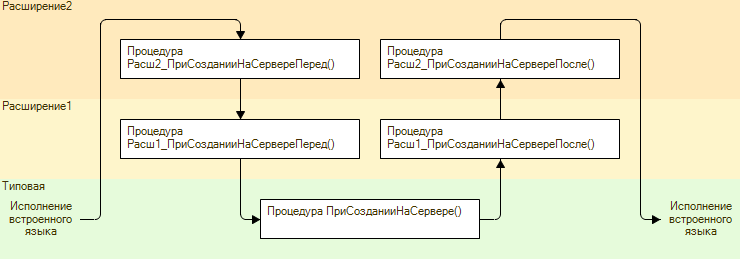 Расширение2
Процедура
Расш2_ПриСозданииНаСервереПеред()
Процедура
Расш2_ПриСозданииНаСервереПосле()
Расширение1
Процедура
Расш1_ПриСозданииНаСервереПеред()
Процедура
Расш1_ПриСозданииНаСервереПосле()
Типовая
Исполнение
встроенного
языка
Процедура ПриСозданииНаСервере()
Исполнение
встроенного
языка